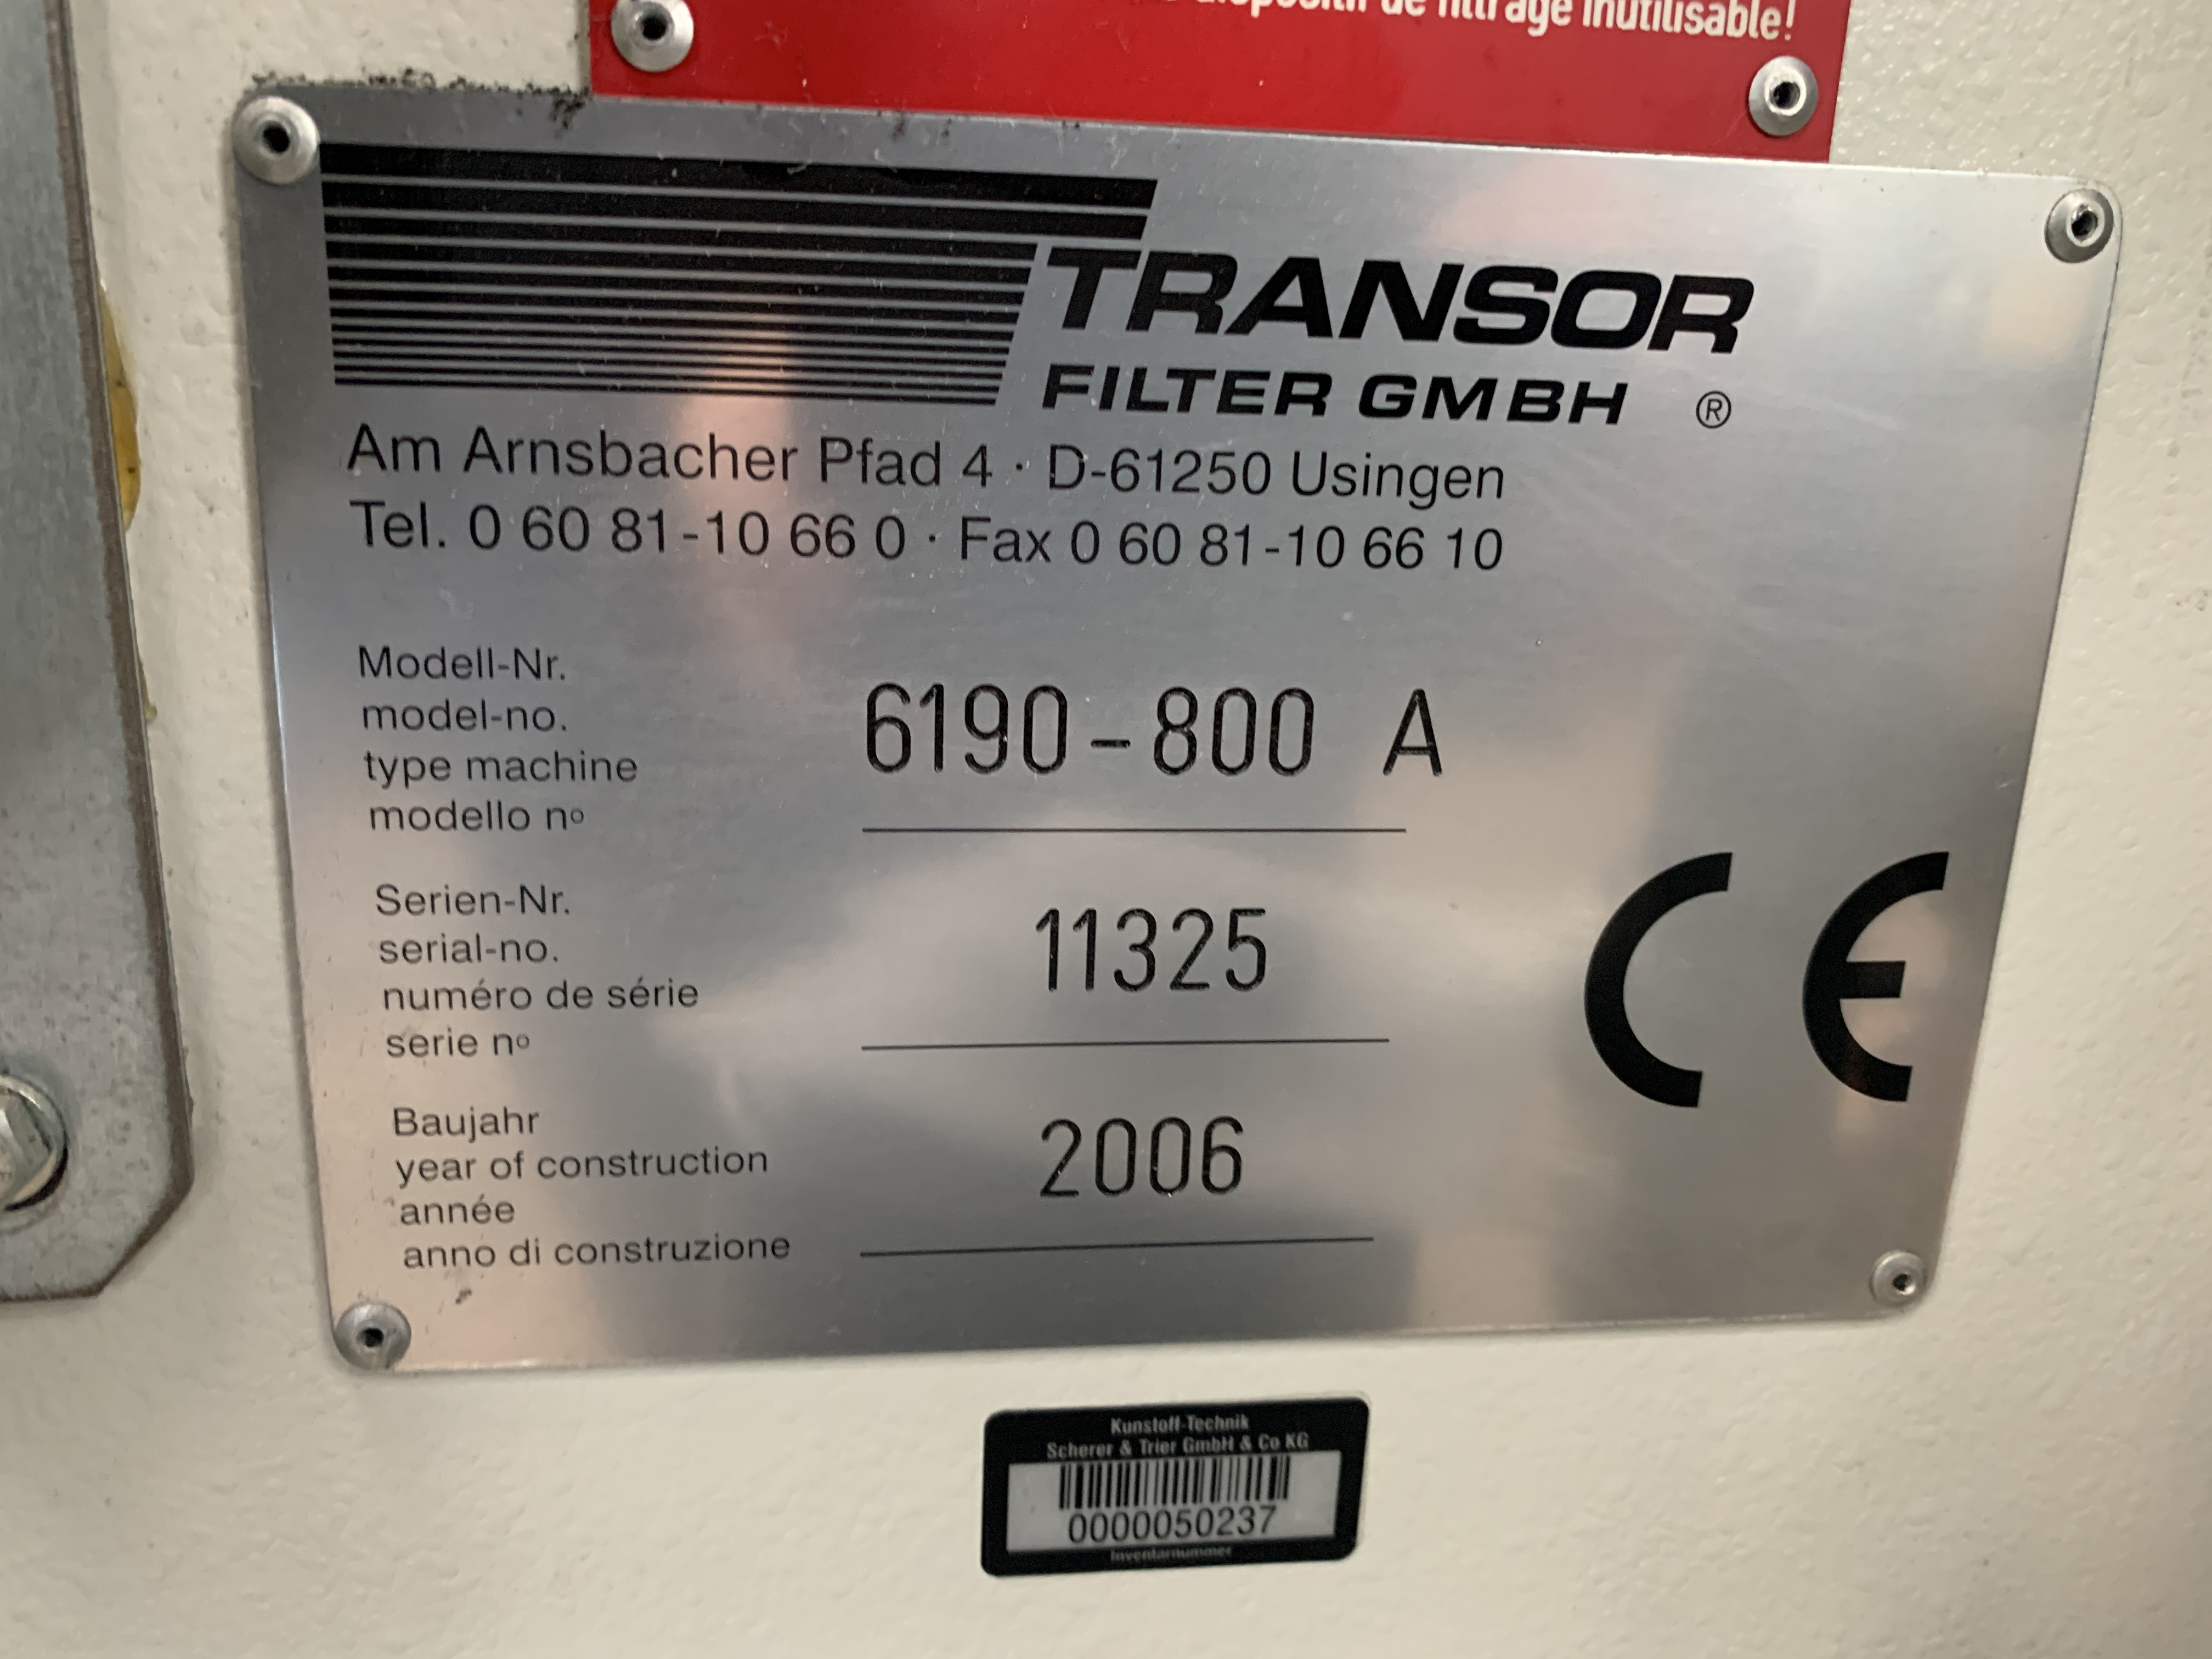 dispositif de filtrage inutilisable!
TRANSOR
FILTER GMBH ®
Am Arnsbacher Pfad 4 · D-61250 Usingen
Tel. 0 60 81-10 66 0 · Fax 0 60 81-10 66 10
Modell-Nr.
model-no.
type machine
modello nº
6190-800 A
Serien-Nr.
serial-no.
numéro de série
serie nº
11325
Baujahr
year of construction
année
anno di construzione
2006
CE
Kunstoff-Technik
Scherer & Trier GmbH & Co KG
0000050237
Inventarnummer